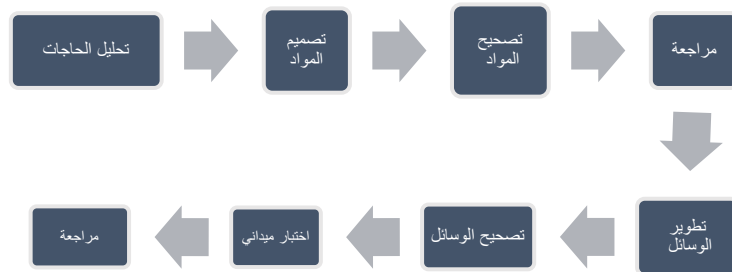 تحليل الحاجات
تصميم
المواد
تصحيح
المواد
مراجعة
تطوير
الوسائل
تصحيح الوسائل
اختبار ميداني
مراجعة